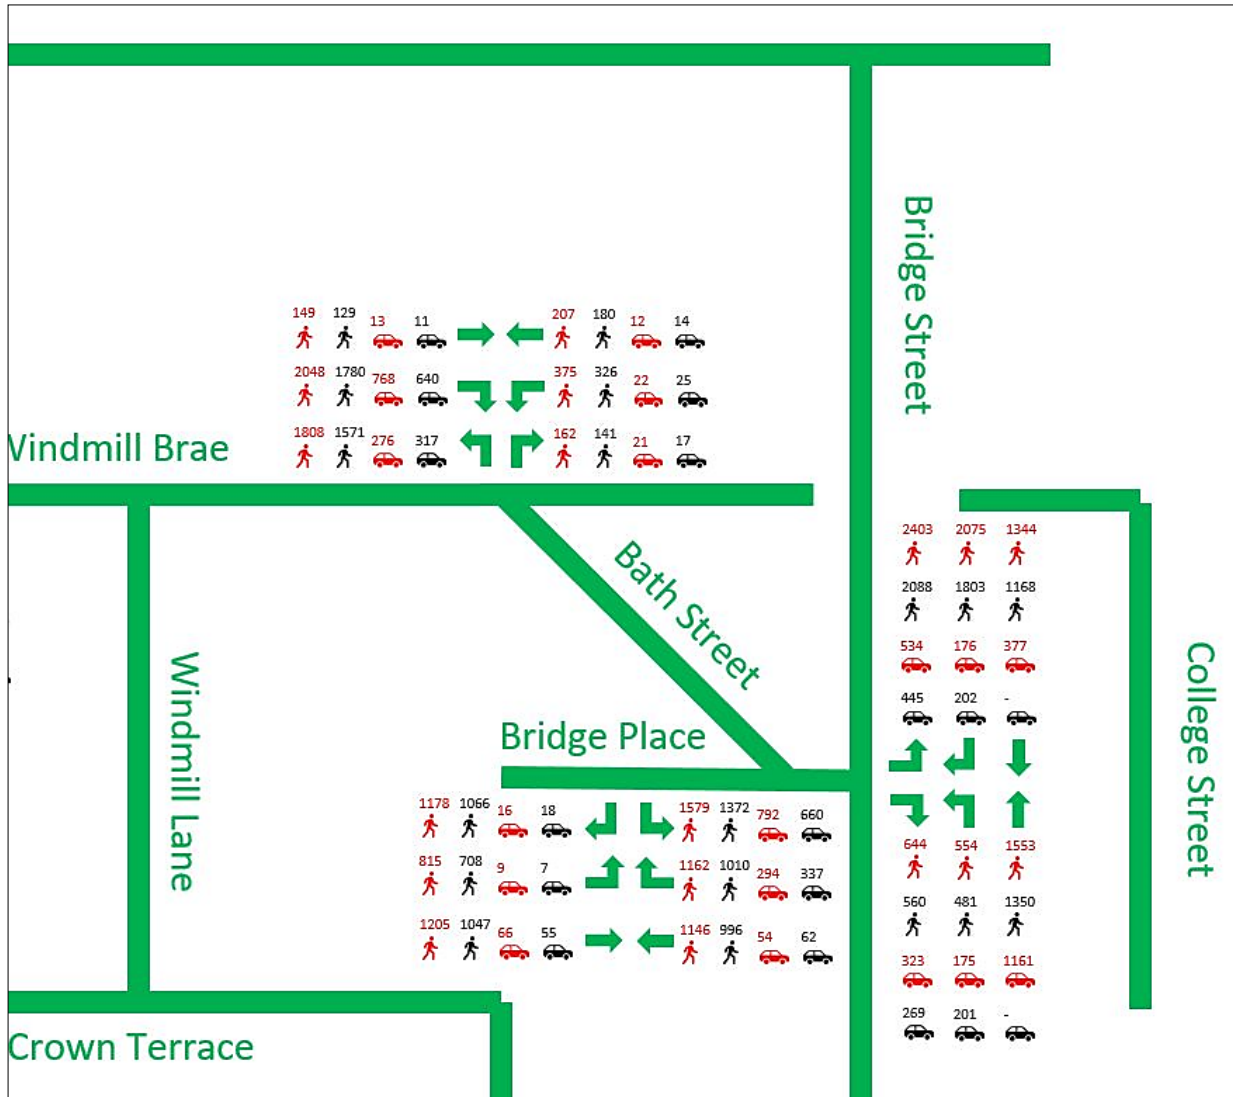 Bridge Street
149 129 13 11 207 180 12 14
2048 1780 768 640 375 326 22 25
1808 1571 276 317 162 141 21 17
Vindmill Brae
2403 2075 1344
2088 1803 1168
534 176 377
445 202 -
Bath Street
Windmill Lane
College Street
Bridge Place
1178 1066 16 18 1579 1372 792 660
815 708 9 7 1162 1010 294 337
1205 1047 66 55 1146 996 54 62
644 554 1553
560 481 1350
323 175 1161
269 201 -
Crown Terrace